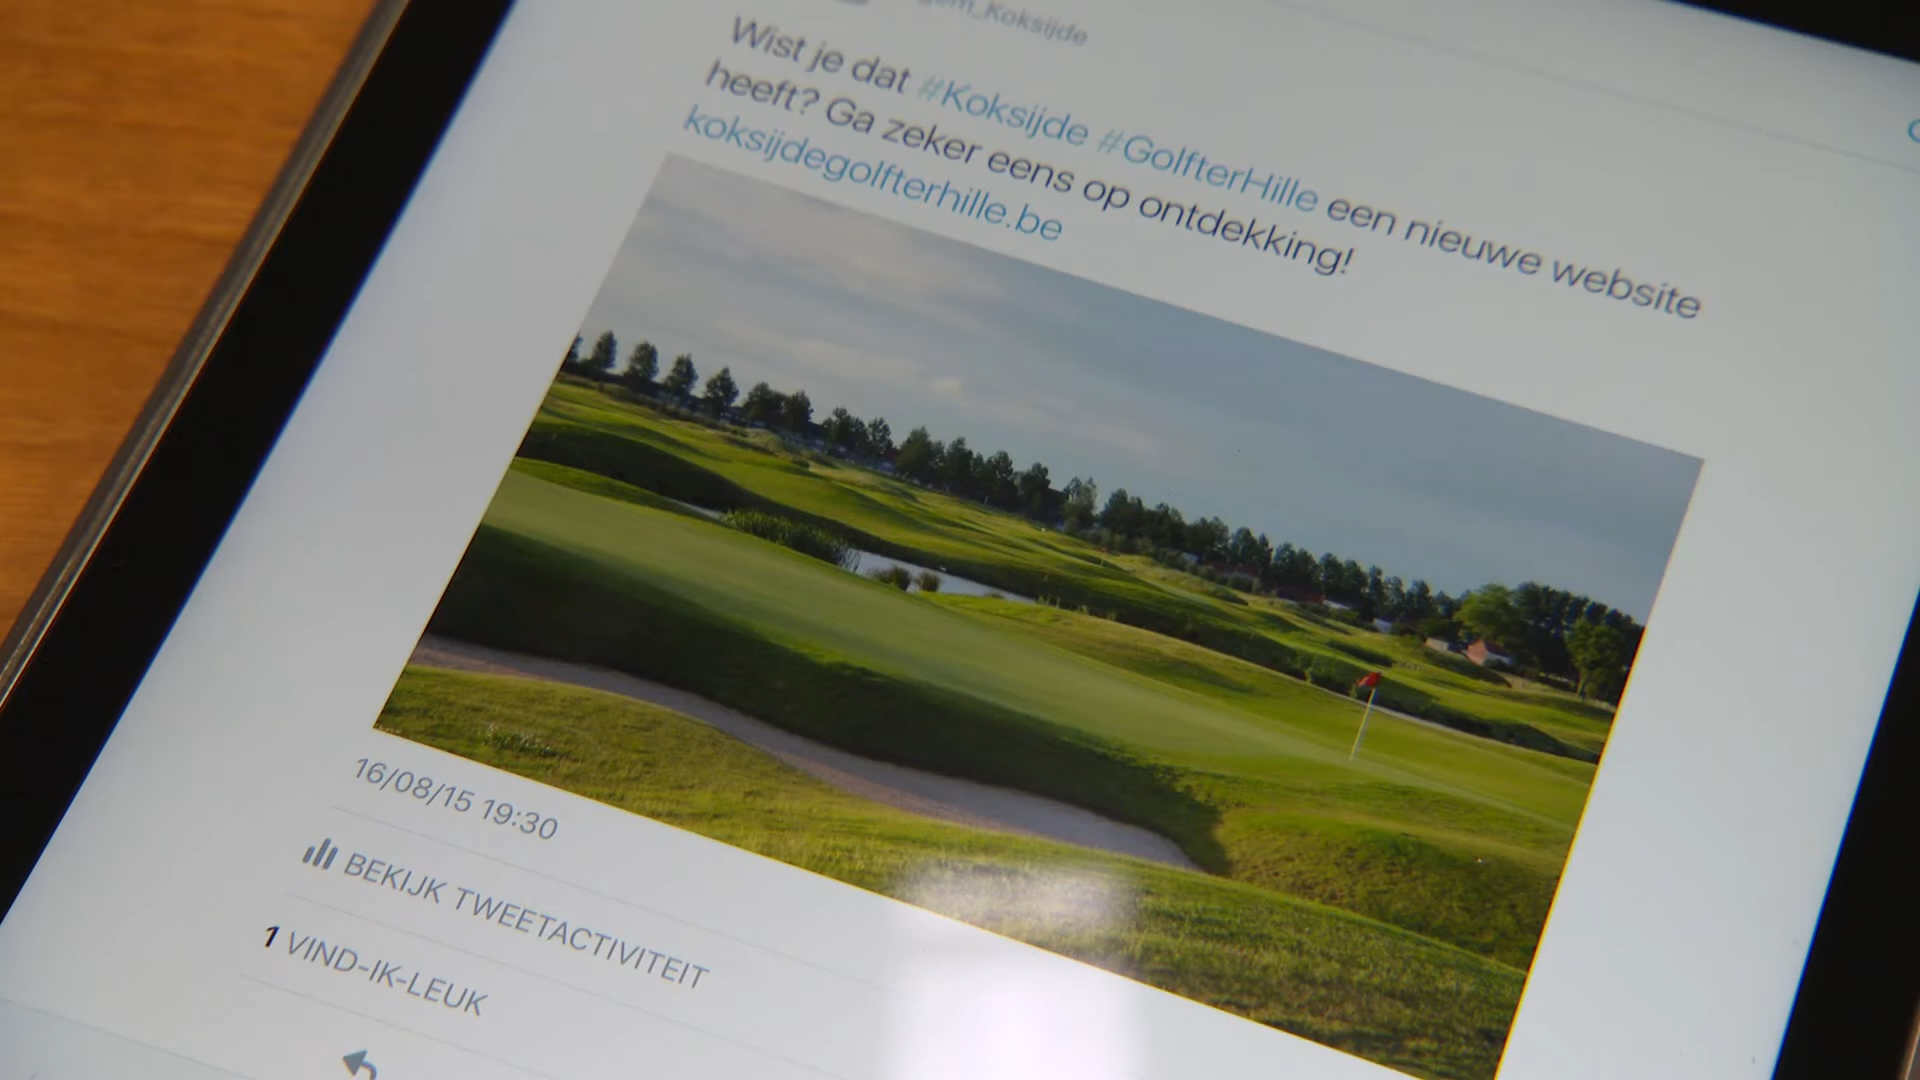 Koksijde
Wist je dat #Koksijde #GolfterHille een nieuwe website
heeft? Ga zeker eens op ontdekking!
koksijdegolfterhille.be
16/08/15 19:30
BEKIJK TWEETACTIVITEIT
1 VIND-IK-LEUK